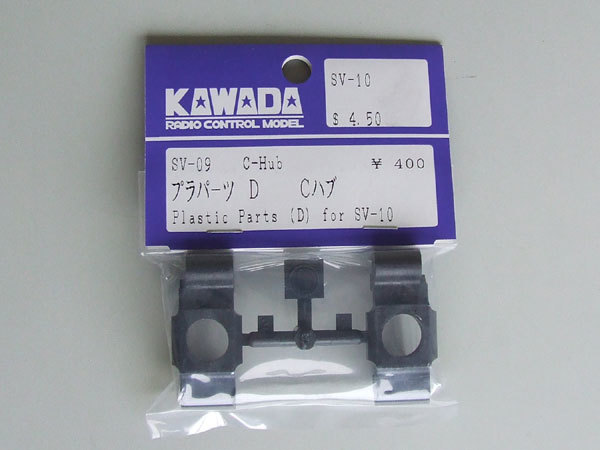 KAWADA
RADIO CONTROL MODEL
SV-10
$ 4.50
SV-09 C-Hub ¥ 400
プラパーツ D Cハブ
Plastic Parts (D) for SV-10